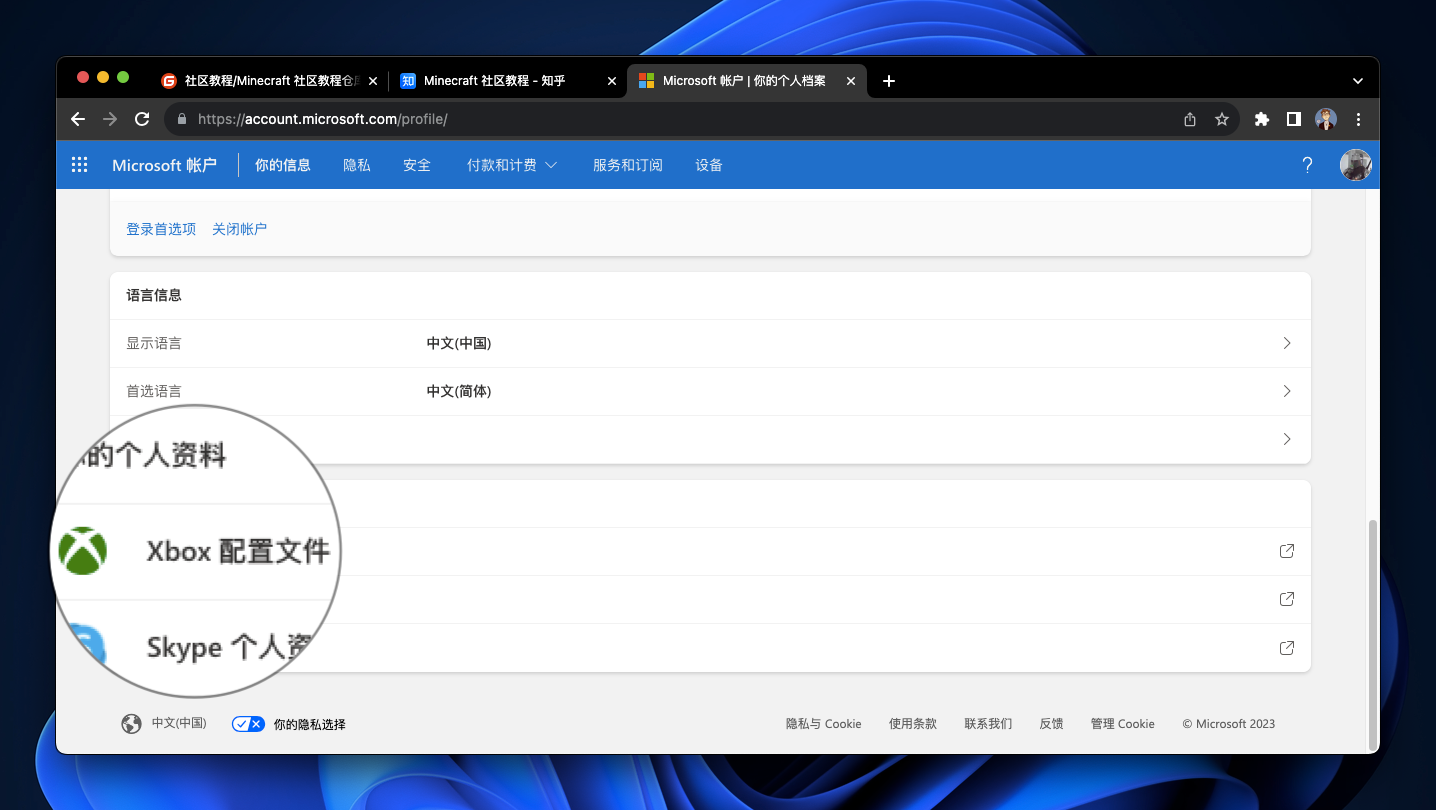 社区教程/Minecraft 社区教程仓
知 Minecraft 社区教程 - 知乎
Microsoft 帐户 | 你的个人档案
https://account.microsoft.com/profile/
Microsoft 帐户 你的信息 隐私 安全 付款和计费 服务和订阅 设备 ?
登录首选项 关闭帐户
语言信息
显示语言 中文(中国)
首选语言 中文(简体)
的个人资料
Xbox 配置文件
Skype 个人资
中文(中国) 你的隐私选择 隐私与 Cookie 使用条款 联系我们 反馈 管理 Cookie © Microsoft 2023